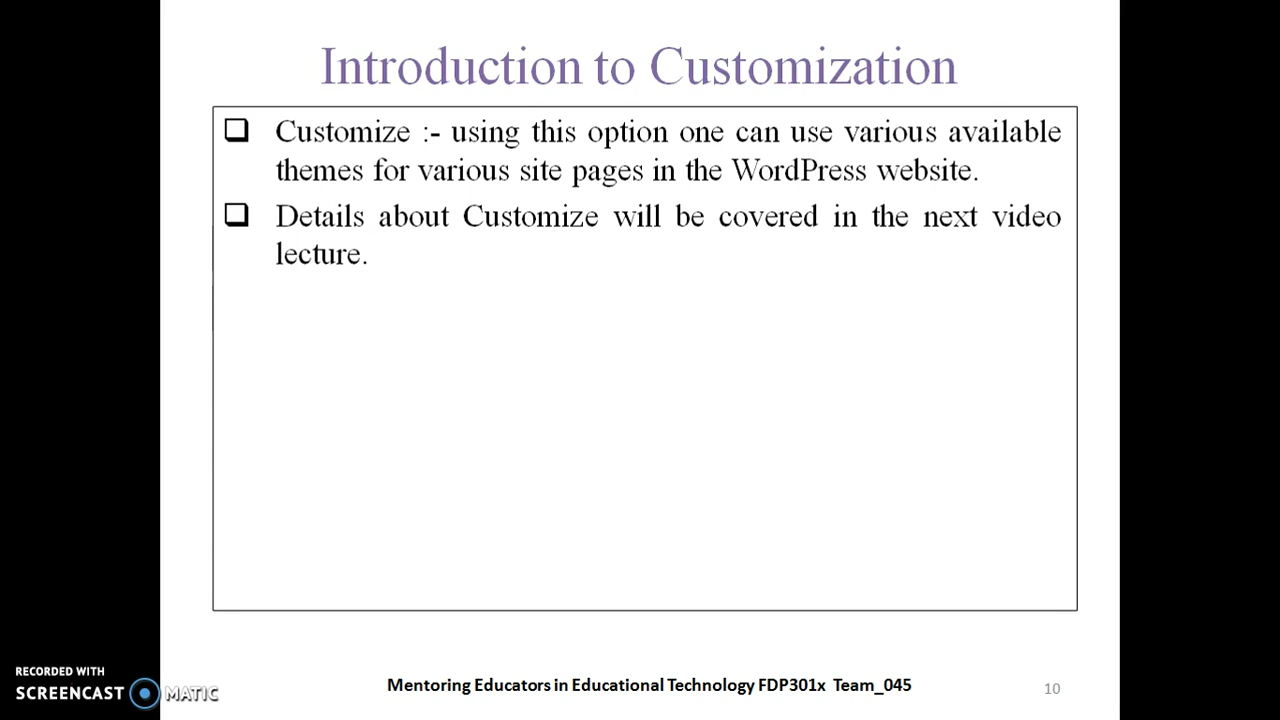 Introduction to Customization
Customize :- using this option one can use various available
themes for various site pages in the WordPress website.
Details about Customize will be covered in the next video
lecture.
RECORDED WITH
SCREENCAST MATIC
Mentoring Educators in Educational Technology FDP301x Team_045
10